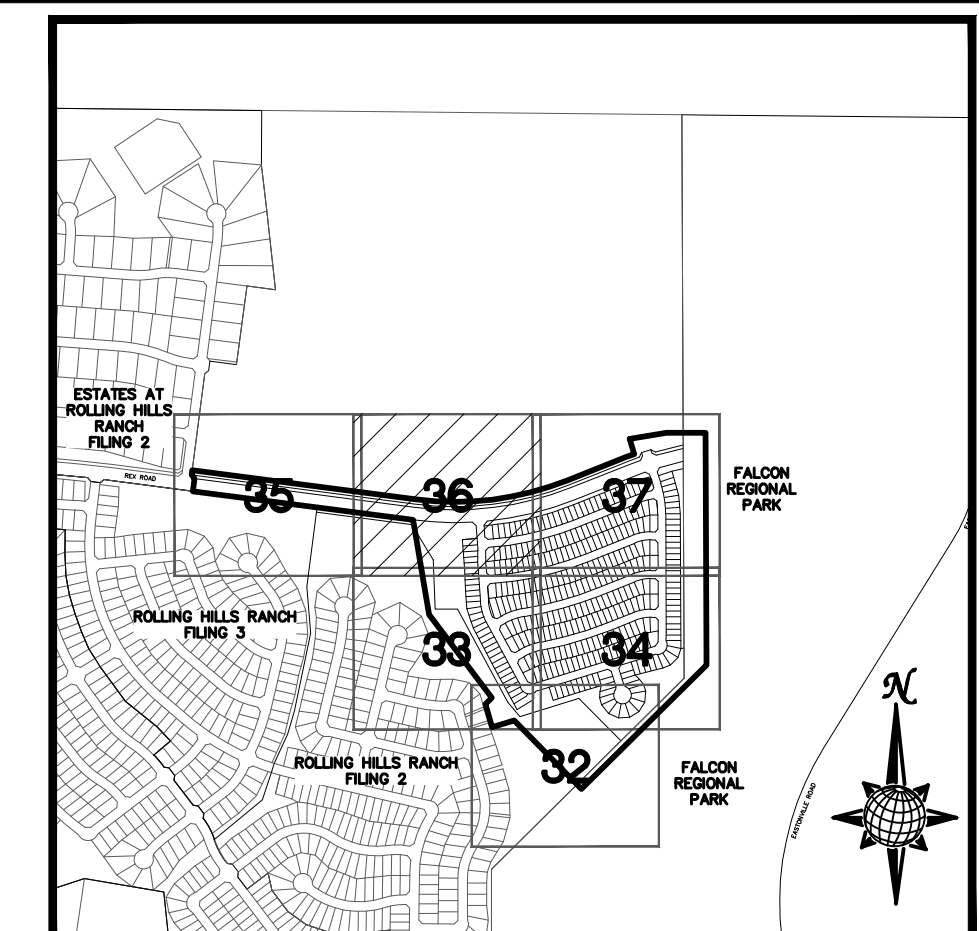 ESTATES AT
ROLLING HILLS
RANCH
FILING 2
REX ROAD
35
36
37
FALCON
REGIONAL
PARK
ROLLING HILLS RANCH
FILING 3
33
34
N
ROLLING HILLS RANCH
FILING 2
32
FALCON
REGIONAL
PARK
EASTONVILLE ROAD